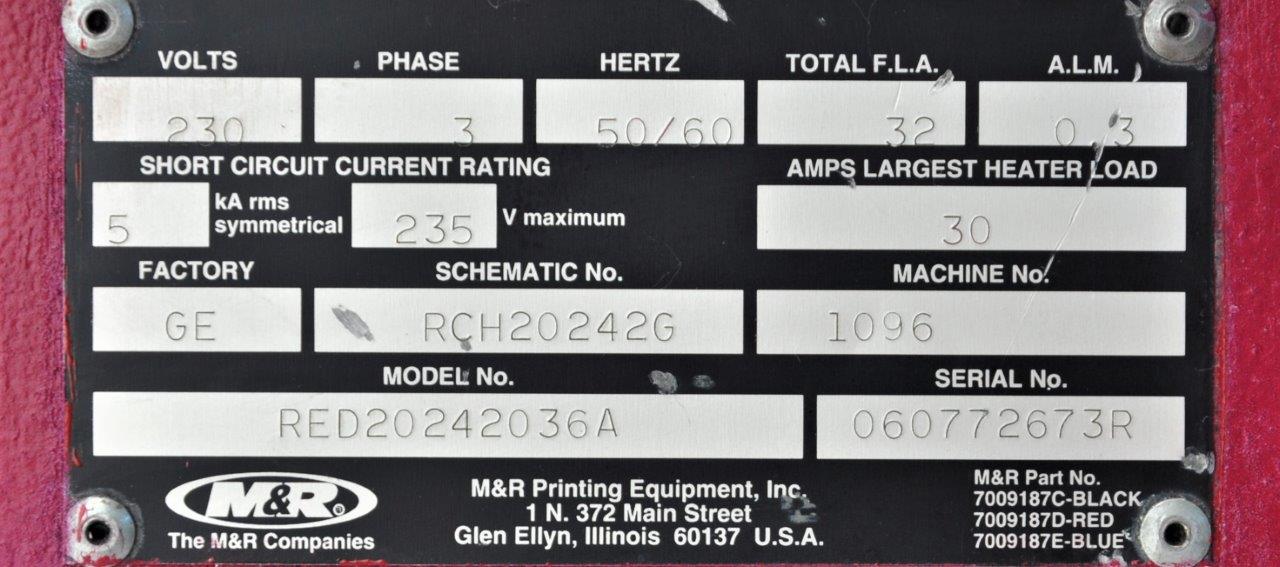 VOLTS PHASE HERTZ TOTAL F.L.A. A.L.M.
230 3 50/60 32 0.3
SHORT CIRCUIT CURRENT RATING AMPS LARGEST HEATER LOAD
5 kA rms symmetrical 235 V maximum 30
FACTORY SCHEMATIC No. MACHINE No.
GE RCH20242G 1096
MODEL No. SERIAL No.
RED20242036A 060772673R
M&R®
The M&R Companies
M&R Printing Equipment, Inc.
1 N. 372 Main Street
Glen Ellyn, Illinois 60137 U.S.A.
M&R Part No.
7009187C-BLACK
7009187D-RED
7009187E-BLUE